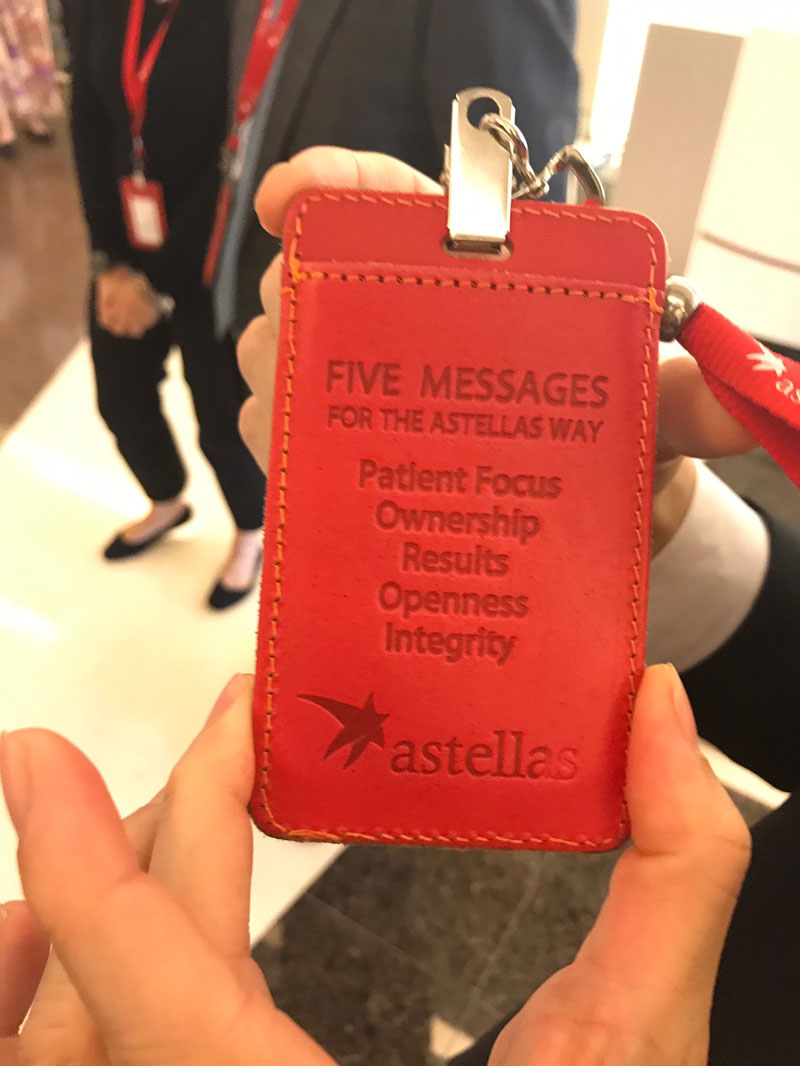 FIVE MESSAGES
FOR THE ASTELLAS WAY
Patient Focus
Ownership
Results
Openness
Integrity
astellas